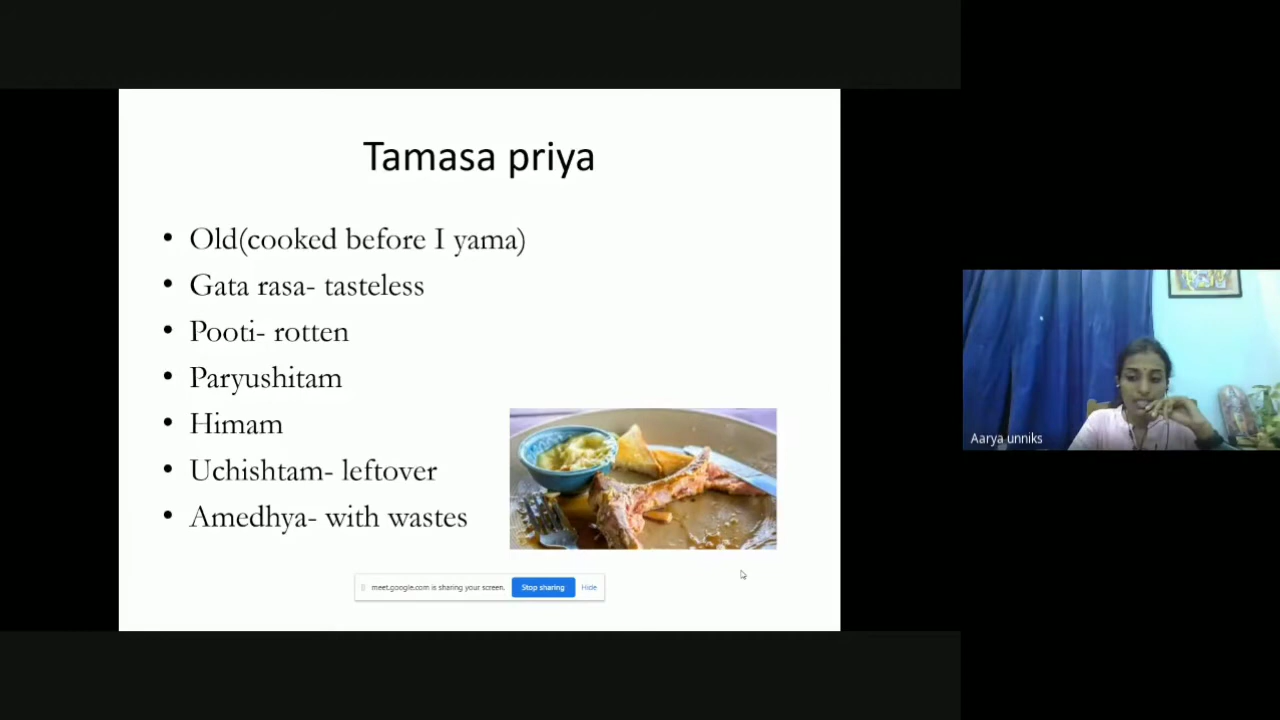 Tamasa priya
• Old(cooked before I yama)
• Gata rasa- tasteless
• Pooti- rotten
• Paryushitam
• Himam
• Uchishtam- leftover
• Amedhya- with wastes
meet.google.com is sharing your screen. Stop sharing Hide
Aarya unniks